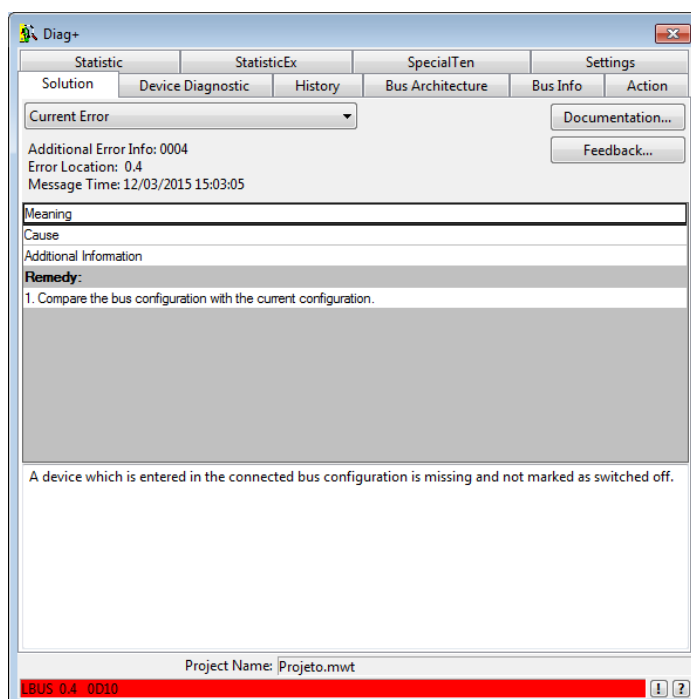 Diag+
Statistic StatisticEx SpecialTen Settings
Solution Device Diagnostic History Bus Architecture Bus Info Action
Current Error
Documentation...
Additional Error Info: 0004
Feedback...
Error Location: 0.4
Message Time: 12/03/2015 15:03:05
Meaning
Cause
Additional Information
Remedy:
1. Compare the bus configuration with the current configuration.
A device which is entered in the connected bus configuration is missing and not marked as switched off.
Project Name: Projeto.mwt
LBUS 0.4 0D10 ! ?